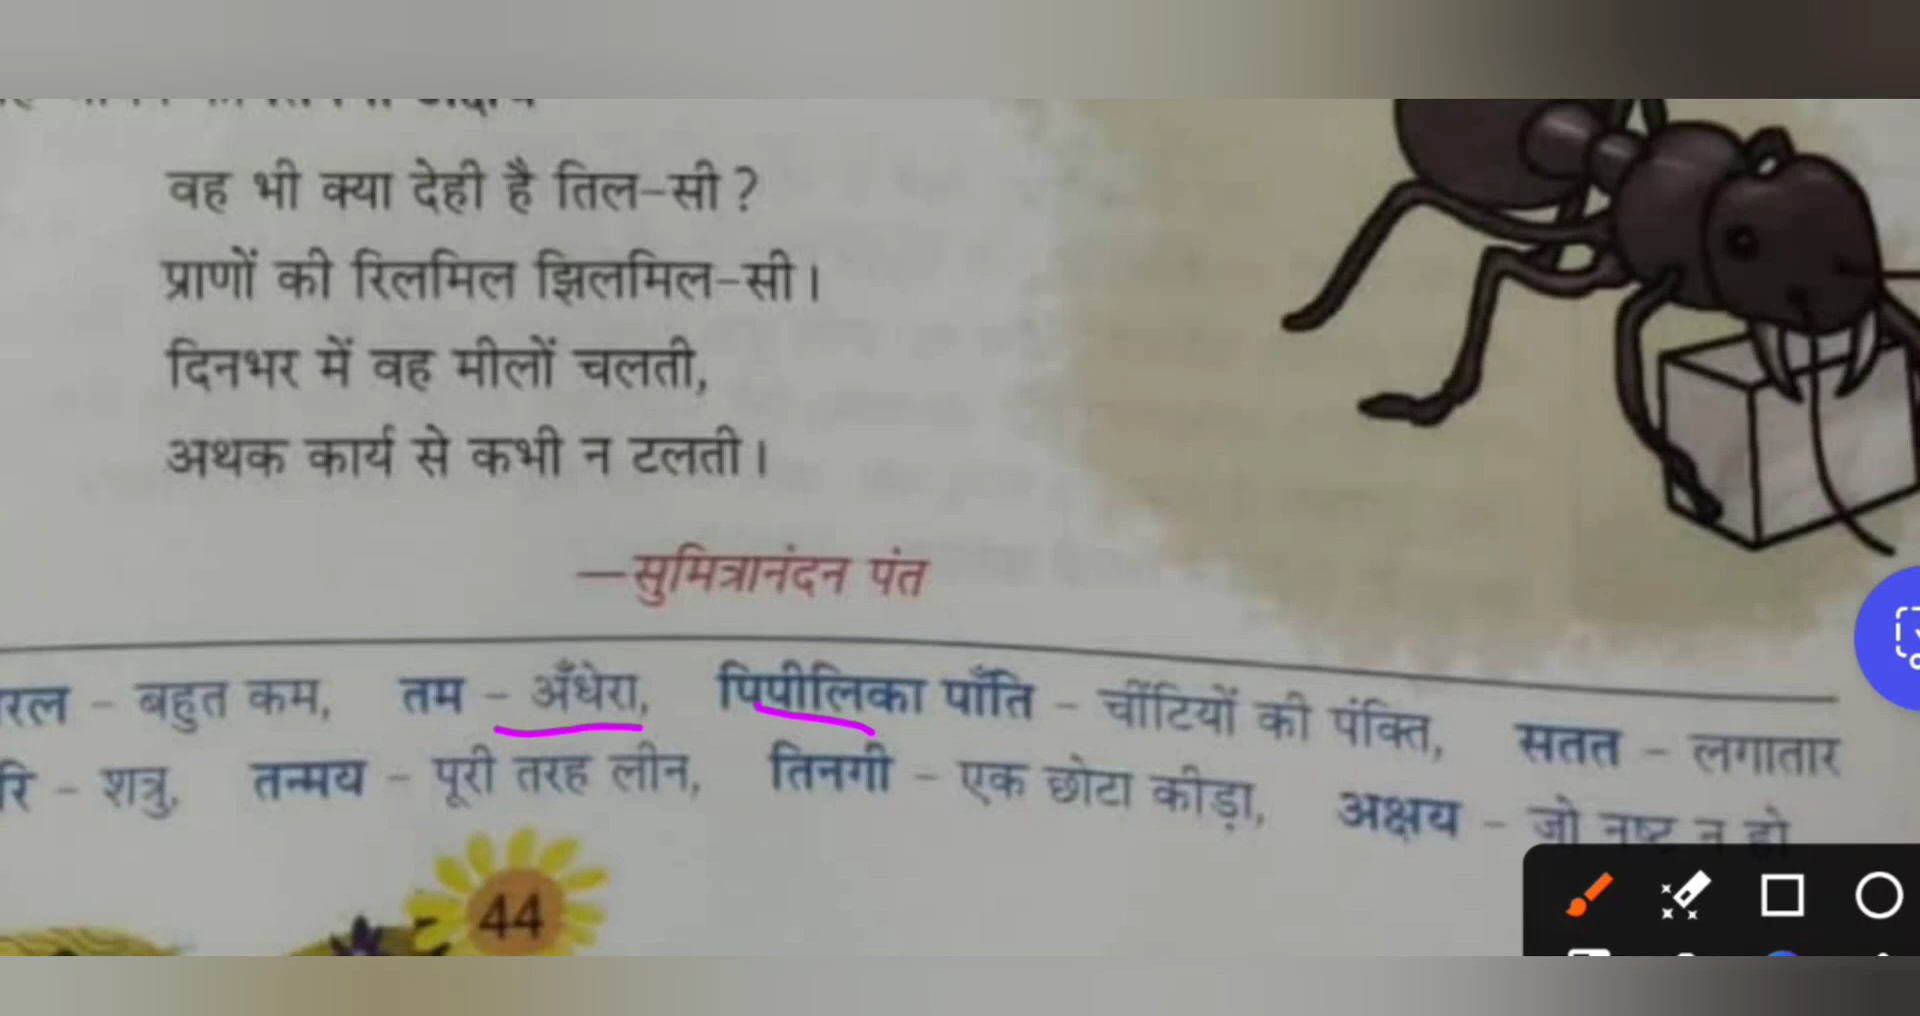 वह भी क्या देही है तिल-सी ?
प्राणों की रिलमिल झिलमिल-सी ।
दिनभर में वह मीलों चलती,
अथक कार्य से कभी न टलती ।
—सुमित्रानंदन पंत
– बहुत कम, तम – अँधेरा, पिपीलिका पाँति – चींटियों की पंक्ति, सतत – लगातार
– शत्रु, तन्मय – पूरी तरह लीन, तिनगी – एक छोटा कीड़ा, अक्षय – जो नष्ट न हो
44